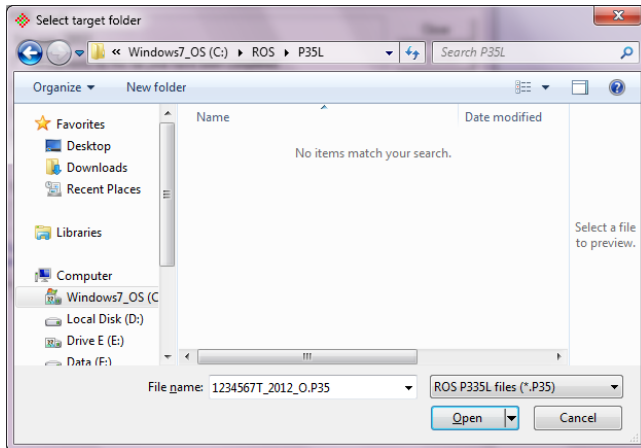 Select target folder
« Windows7_OS (C:) ▸ ROS ▸ P35L
Search P35L
Organize
New folder
Favorites
Desktop
Downloads
Recent Places
Libraries
Computer
Windows7_OS (C
Local Disk (D:)
Drive E (E:)
Data (F:)
Name
Date modified
No items match your search.
Select a file
to preview.
File name: 1234567T_2012_O.P35
ROS P335L files (*.P35)
Open
Cancel